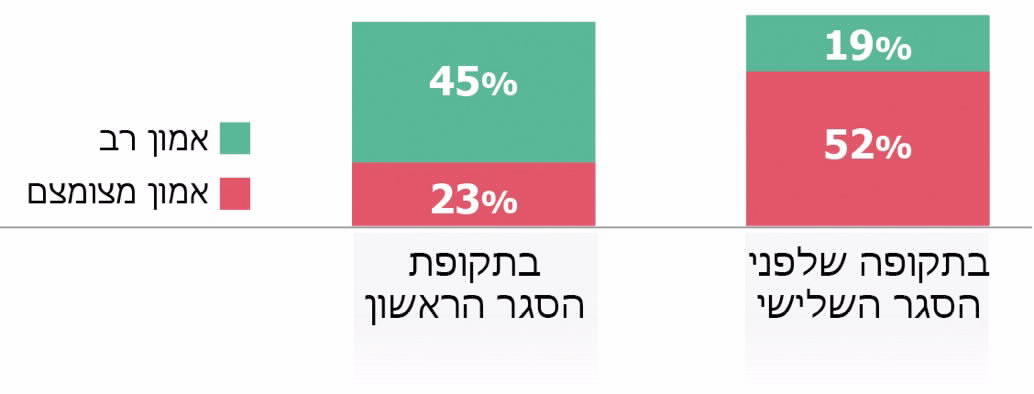 19%
52%
בתקופה שלפני
הסגר השלישי
45%
23%
בתקופת
הסגר הראשון
אמון רב
אמון מצומצם